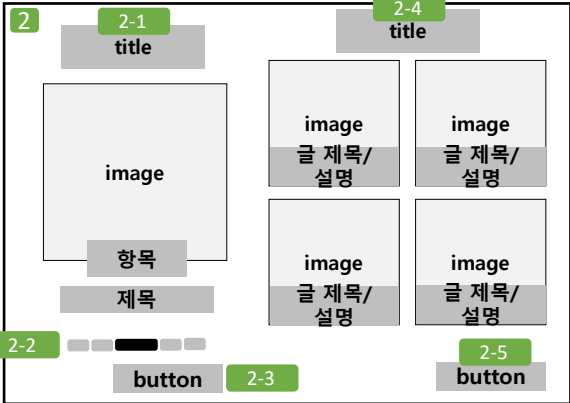 2
2-1
title
image
항목
제목
2-2
button
2-3
2-4
title
image
글 제목/
설명
image
글 제목/
설명
image
글 제목/
설명
image
글 제목/
설명
2-5
button